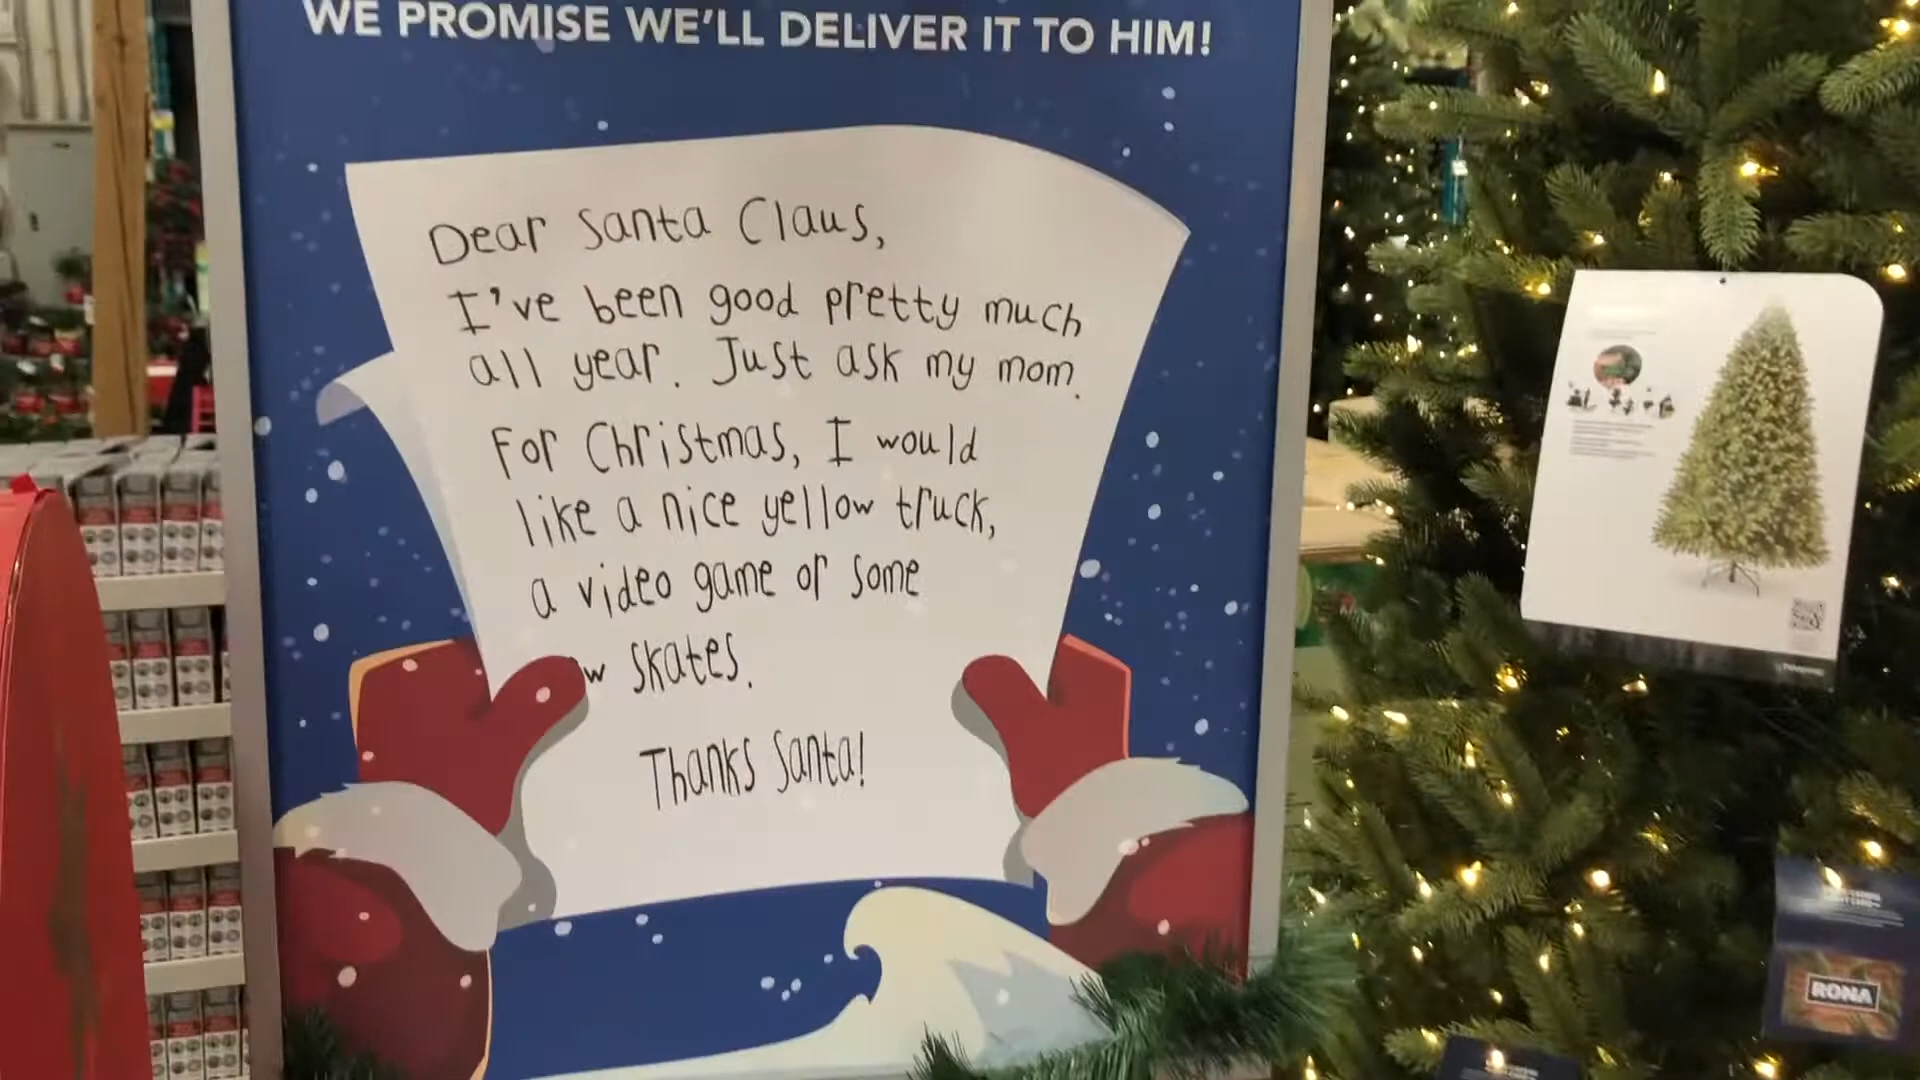 WE PROMISE WE'LL DELIVER IT TO HIM!
Dear Santa Claus,
I've been good pretty much
all year. Just ask my mom.
For Christmas, I would
like a nice yellow truck,
a video game or some
w skates.
Thanks Santa!
RONA